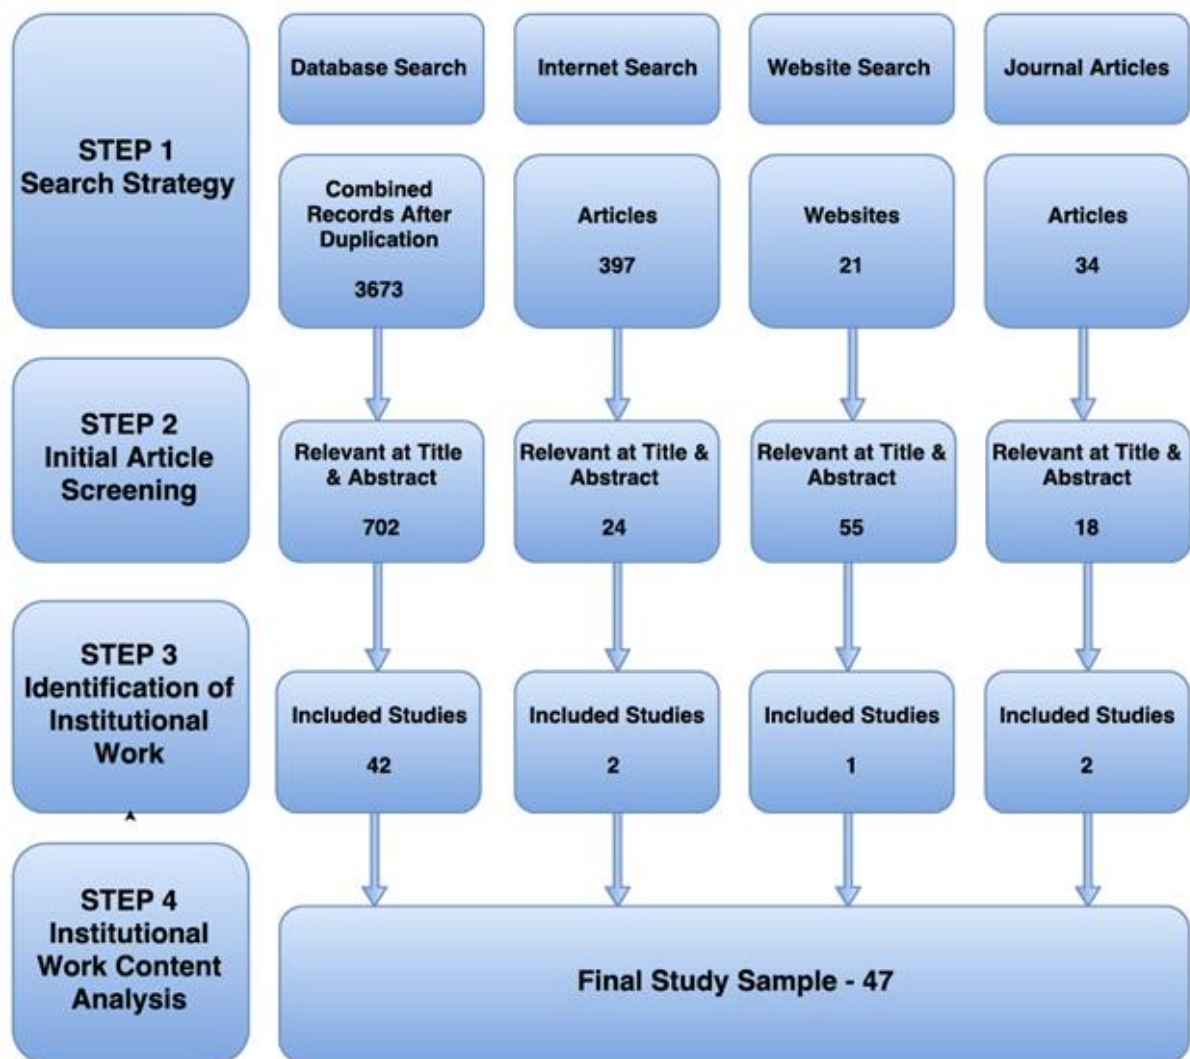 STEP 1
Search Strategy
Database Search
Internet Search
Website Search
Journal Articles
Combined
Records After
Duplication
3673
Articles
397
Websites
21
Articles
34
STEP 2
Initial Article
Screening
Relevant at Title
& Abstract
702
Relevant at Title &
Abstract
24
Relevant at Title &
Abstract
55
Relevant at Title &
Abstract
18
STEP 3
Identification of
Institutional
Work
Included Studies
42
Included Studies
2
Included Studies
1
Included Studies
2
STEP 4
Institutional
Work Content
Analysis
Final Study Sample - 47